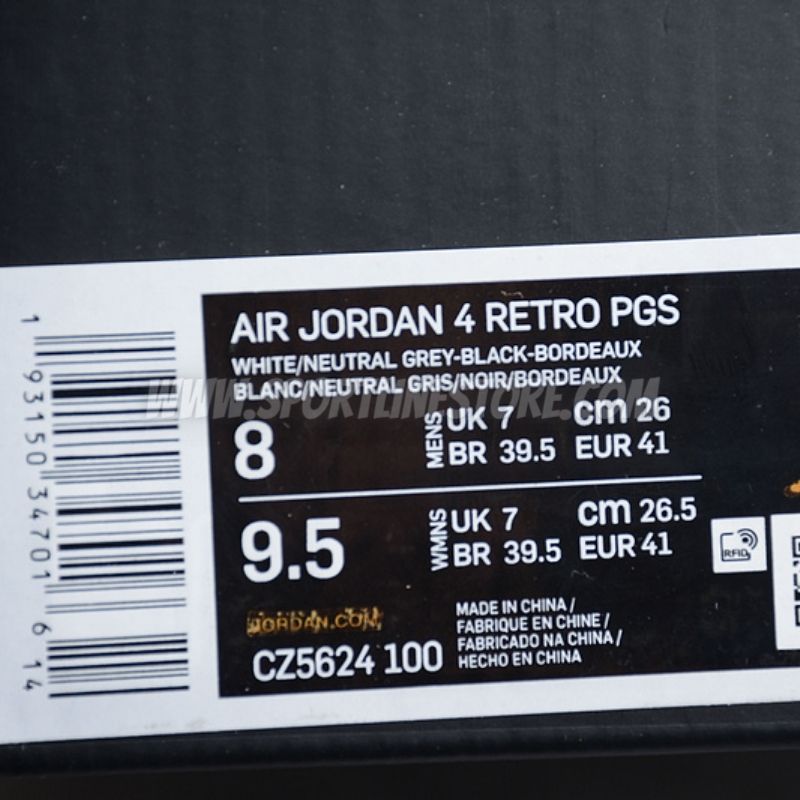 AIR JORDAN 4 RETRO PGS
WHITE/NEUTRAL GREY-BLACK-BORDEAUX
BLANC/NEUTRAL GRIS/NOIR/BORDEAUX
WWW.SPORTLINESTORE.COM
8 MENS UK 7 cm 26
BR 39.5 EUR 41
9.5 WMNS UK 7 cm 26.5
BR 39.5 EUR 41
RFID
JORDAN.COM
CZ5624 100
MADE IN CHINA /
FABRIQUE EN CHINE /
FABRICADO NA CHINA /
HECHO EN CHINA
1 93150 34701 6 14